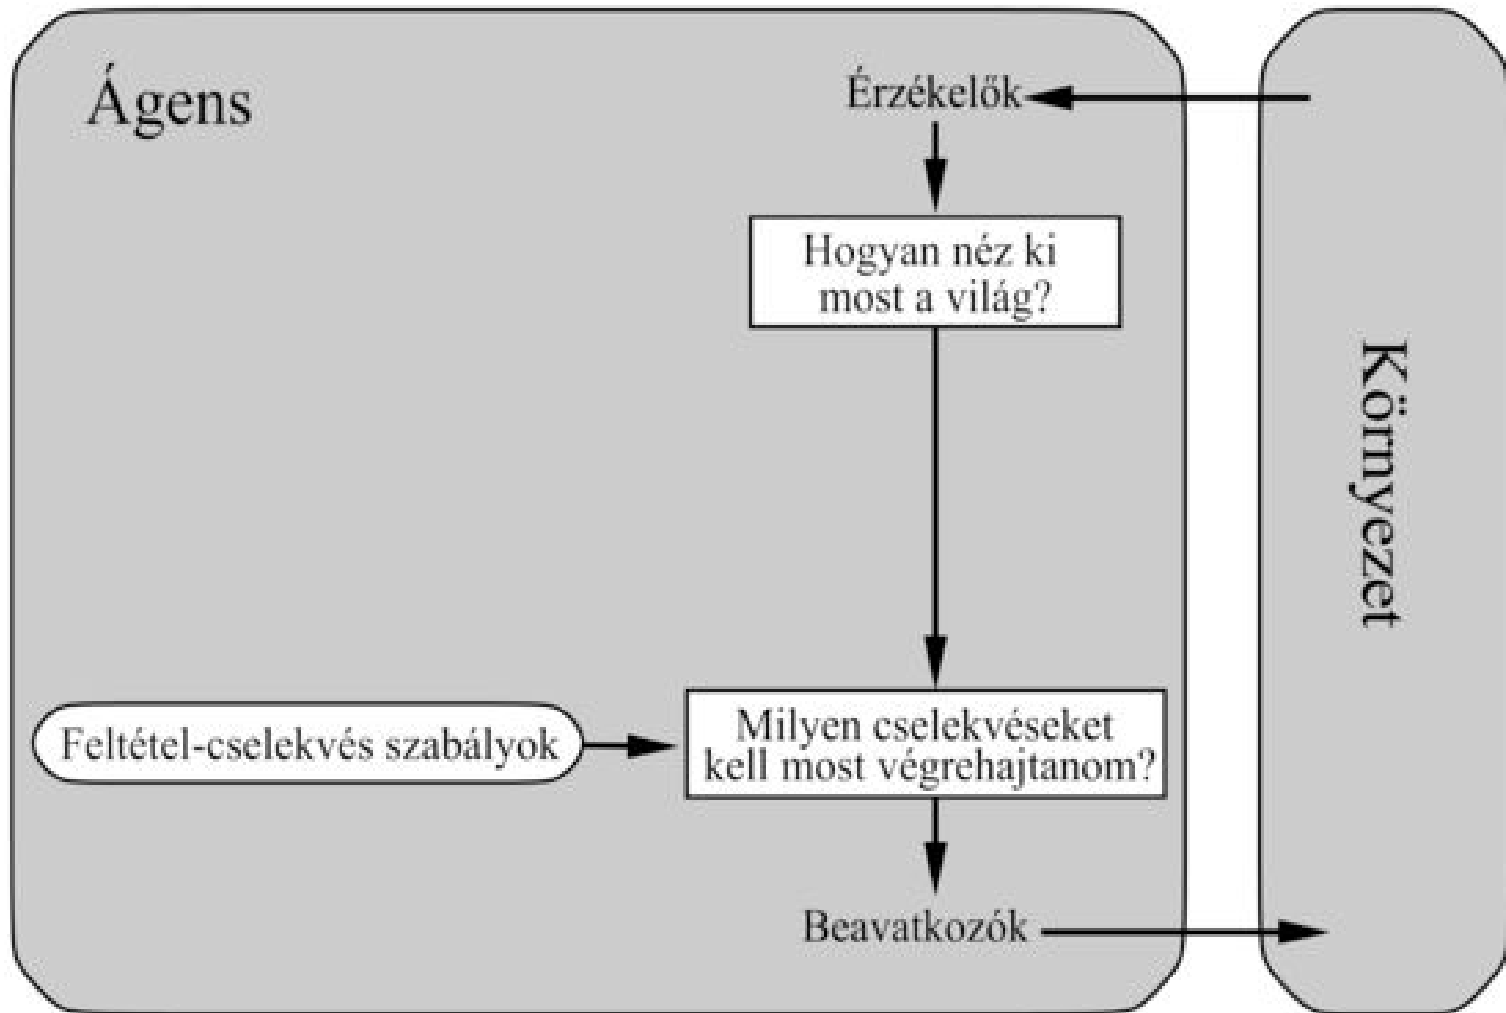 Ágens
Érzékelők
Hogyan néz ki
most a világ?
Környezet
Feltétel-cselekvés szabályok
Milyen cselekvéseket
kell most végrehajtanom?
Beavatkozók